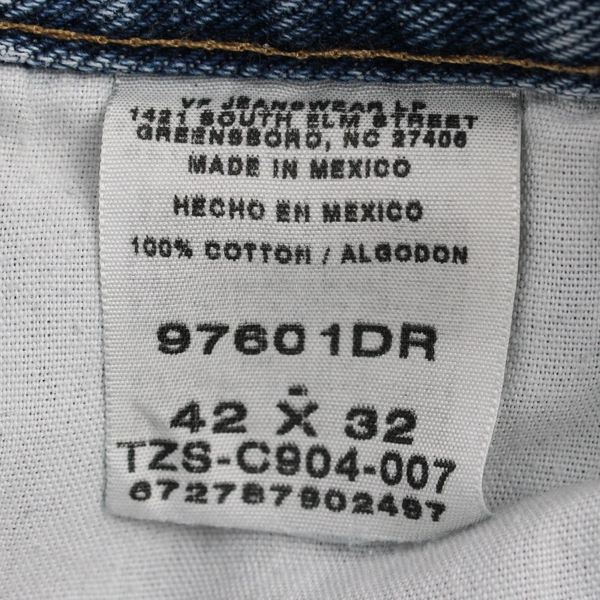 VF JEANSWEAR LP
1421 SOUTH ELM STREET
GREENSBORO, NC 27406
MADE IN MEXICO
HECHO EN MEXICO
100% COTTON / ALGODON
97601DR
42 X 32
TZS-C904-007
672787902497